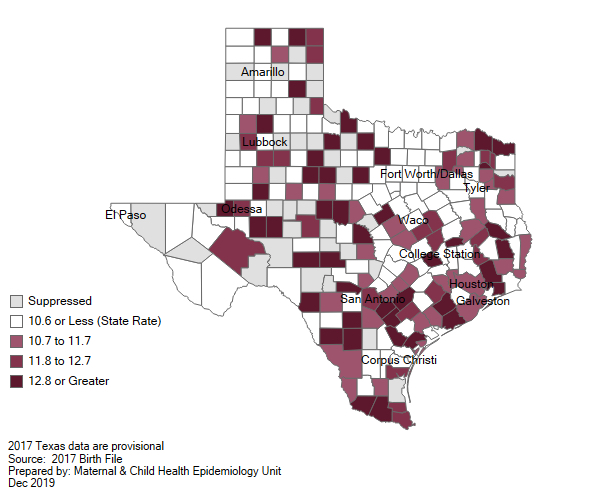 Amarillo
Lubbock
Fort Worth/Dallas
Tyler
El Paso
Odessa
Waco
College Station
Houston
San Antonio
Galveston
Corpus Christi
Suppressed
10.6 or Less (State Rate)
10.7 to 11.7
11.8 to 12.7
12.8 or Greater
2017 Texas data are provisional
Source: 2017 Birth File
Prepared by: Maternal & Child Health Epidemiology Unit
Dec 2019